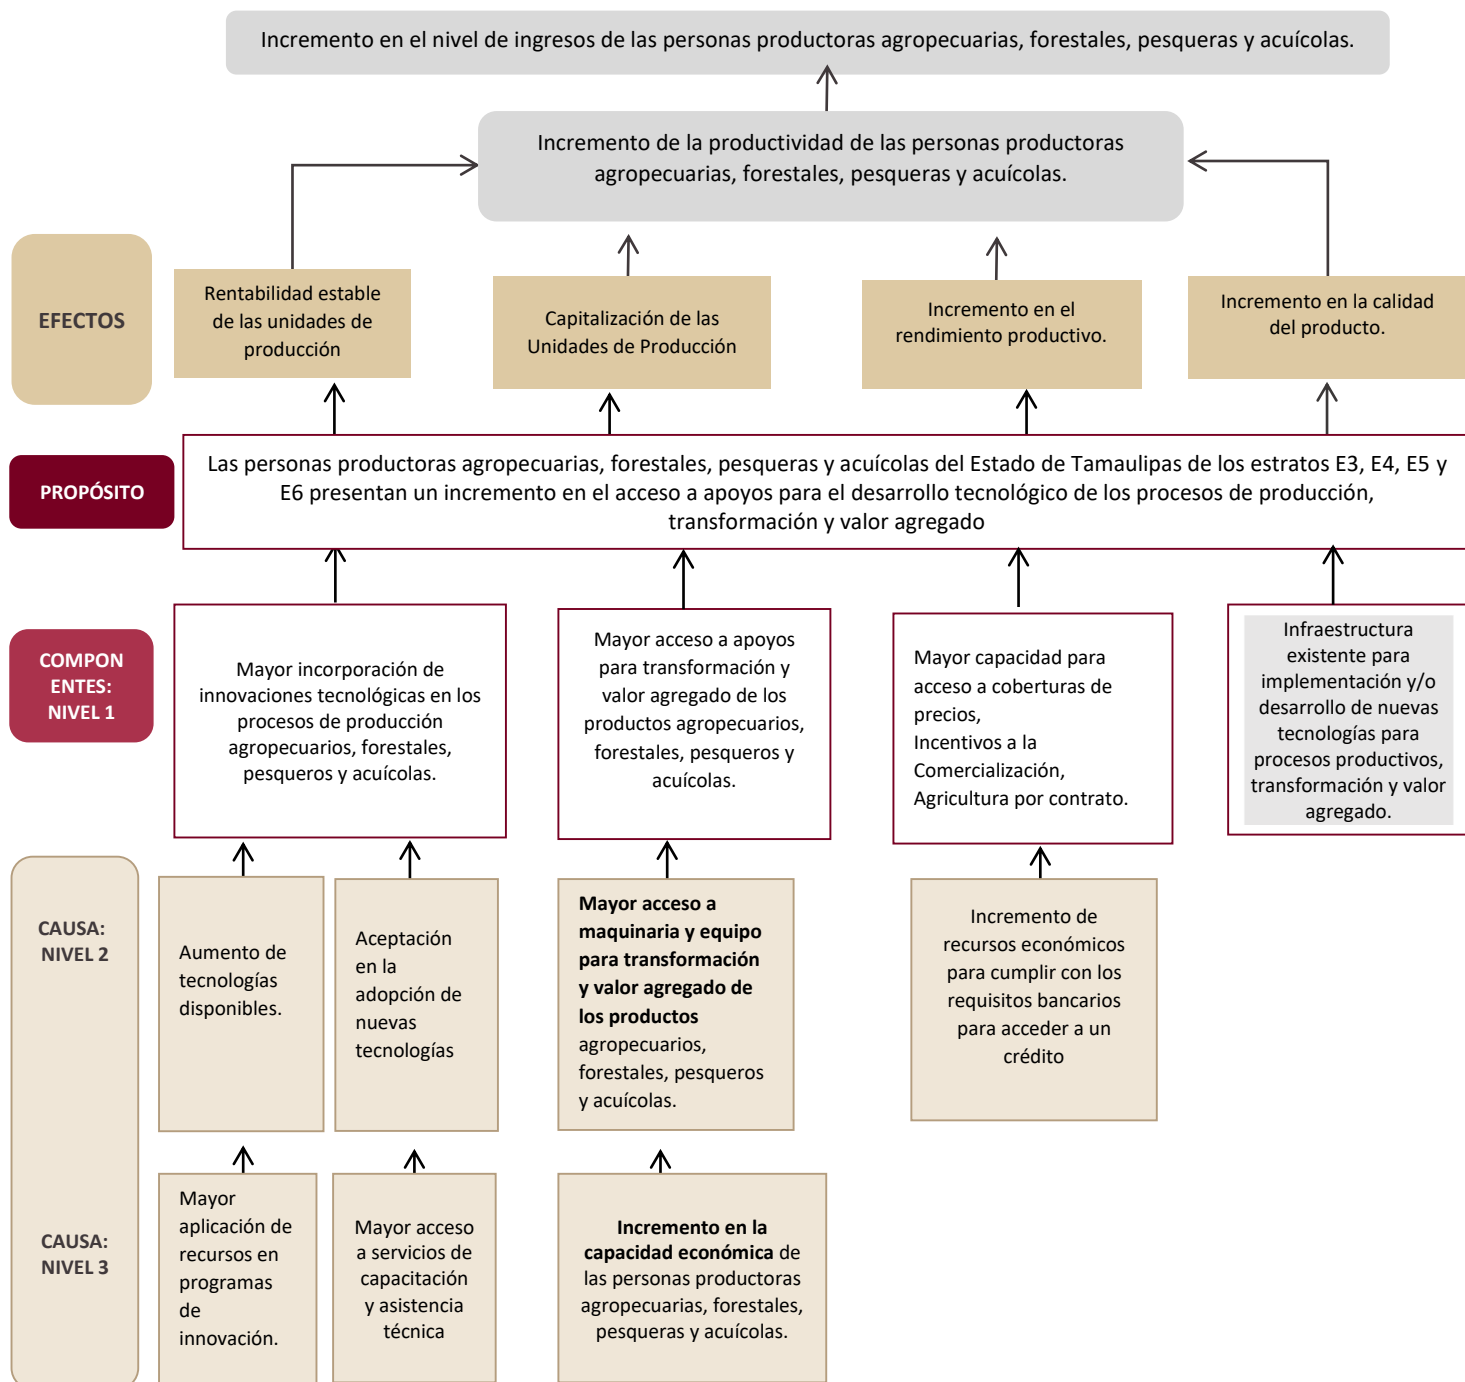 Incremento en el nivel de ingresos de las personas productoras agropecuarias, forestales, pesqueras y acuícolas.
Incremento de la productividad de las personas productoras
agropecuarias, forestales, pesqueras y acuícolas.
EFECTOS
Rentabilidad estable
de las unidades de
producción
Capitalización de las
Unidades de Producción
Incremento en el
rendimiento productivo.
Incremento en la calidad
del producto.
PROPÓSITO
Las personas productoras agropecuarias, forestales, pesqueras y acuícolas del Estado de Tamaulipas de los estratos E3, E4, E5 y
E6 presentan un incremento en el acceso a apoyos para el desarrollo tecnológico de los procesos de producción,
transformación y valor agregado
COMPON
ENTES:
NIVEL 1
Mayor incorporación de
innovaciones tecnológicas en los
procesos de producción
agropecuarios, forestales,
pesqueros y acuícolas.
Mayor acceso a apoyos
para transformación y
valor agregado de los
productos agropecuarios,
forestales, pesqueros y
acuícolas.
Mayor capacidad para
acceso a coberturas de
precios,
Incentivos a la
Comercialización,
Agricultura por contrato.
Infraestructura
existente para
implementación y/o
desarrollo de nuevas
tecnologías para
procesos productivos,
transformación y valor
agregado.
CAUSA:
NIVEL 2
Aumento de
tecnologías
disponibles.
Aceptación
en la
adopción de
nuevas
tecnologías
Mayor acceso a
maquinaria y equipo
para transformación
y valor agregado de
los productos
agropecuarios,
forestales, pesqueros
y acuícolas.
Incremento de
recursos económicos
para cumplir con los
requisitos bancarios
para acceder a un
crédito
CAUSA:
NIVEL 3
Mayor
aplicación de
recursos en
programas
de
innovación.
Mayor acceso
a servicios de
capacitación
y asistencia
técnica
Incremento en la
capacidad económica de
las personas productoras
agropecuarias, forestales,
pesqueras y acuícolas.